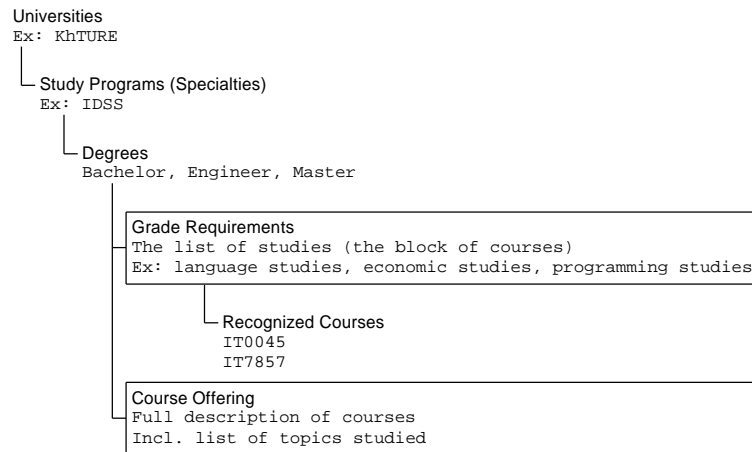 Universities
Ex: KhTURE
Study Programs (Specialties)
Ex: IDSS
Degrees
Bachelor, Engineer, Master
Grade Requirements
The list of studies (the block of courses)
Ex: language studies, economic studies, programming studies
Recognized Courses
IT0045
IT7857
Course Offering
Full description of courses
Incl. list of topics studied